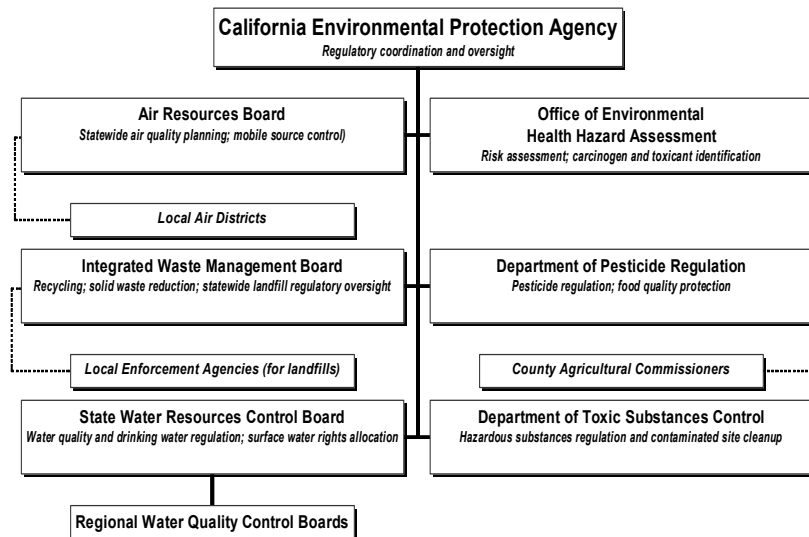 California Environmental Protection Agency
Regulatory coordination and oversight
Air Resources Board
Statewide air quality planning; mobile source control)
Office of Environmental
Health Hazard Assessment
Risk assessment; carcinogen and toxicant identification
Local Air Districts
Integrated Waste Management Board
Recycling; solid waste reduction; statewide landfill regulatory oversight
Department of Pesticide Regulation
Pesticide regulation; food quality protection
Local Enforcement Agencies (for landfills)
County Agricultural Commissioners
State Water Resources Control Board
Water quality and drinking water regulation; surface water rights allocation
Department of Toxic Substances Control
Hazardous substances regulation and contaminated site cleanup
Regional Water Quality Control Boards